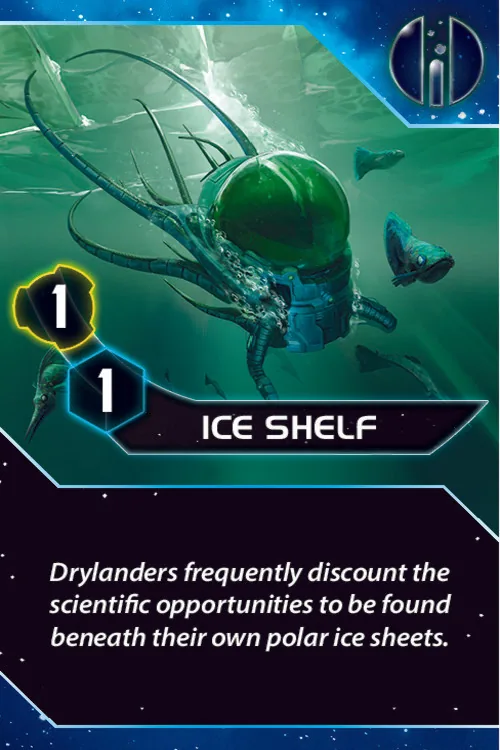 1
1
ICE SHELF
Drylanders frequently discount the
scientific opportunities to be found
beneath their own polar ice sheets.